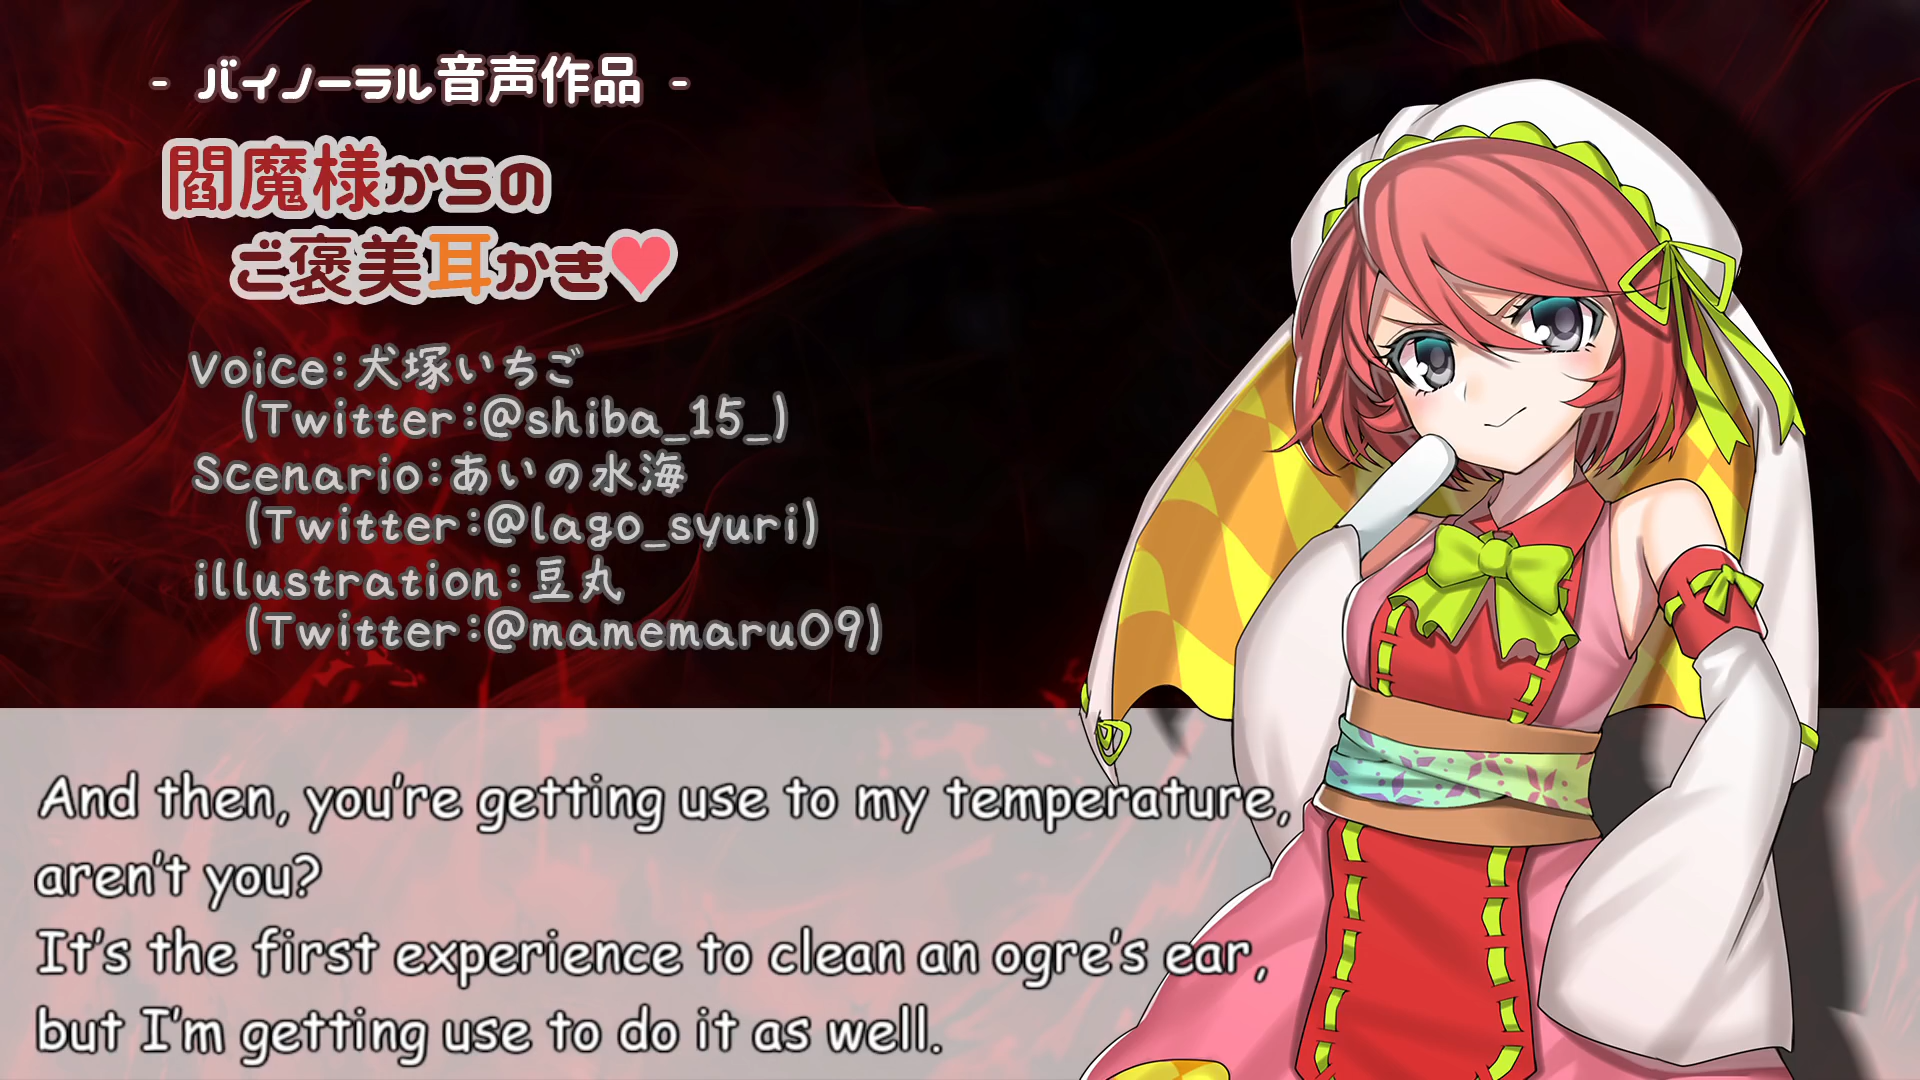 - バイノーラル音声作品 -
閻魔様からの
ご褒美耳かき♥
Voice:犬塚いちご
(Twitter:@shiba_15_)
Scenario:あいの水海
(Twitter:@lago_syuri)
illustration:豆丸
(Twitter:@mamemaru09)
And then, you're getting use to my temperature,
aren't you?
It's the first experience to clean an ogre's ear,
but I'm getting use to do it as well.